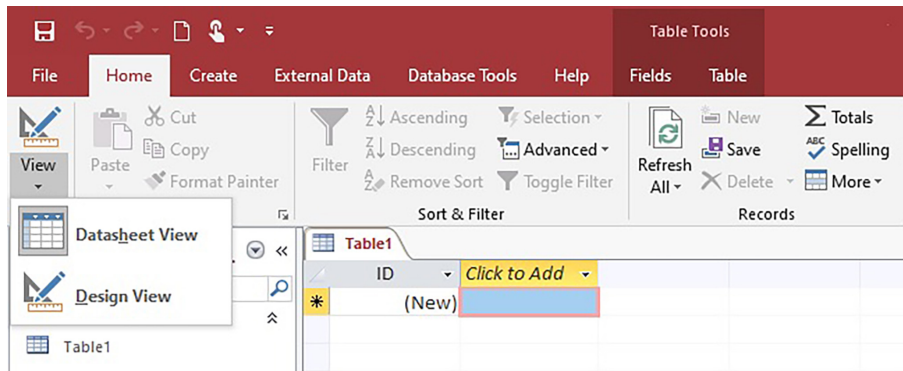 Table Tools
File Home Create External Data Database Tools Help Fields Table
View
Paste
Cut
Copy
Format Painter
Filter
Ascending
Descending
Remove Sort
Selection
Advanced
Toggle Filter
Sort & Filter
Refresh
All
New
Save
Delete
Totals
Spelling
More
Records
Datasheet View
Design View
Table1
Table1
ID Click to Add
(New)